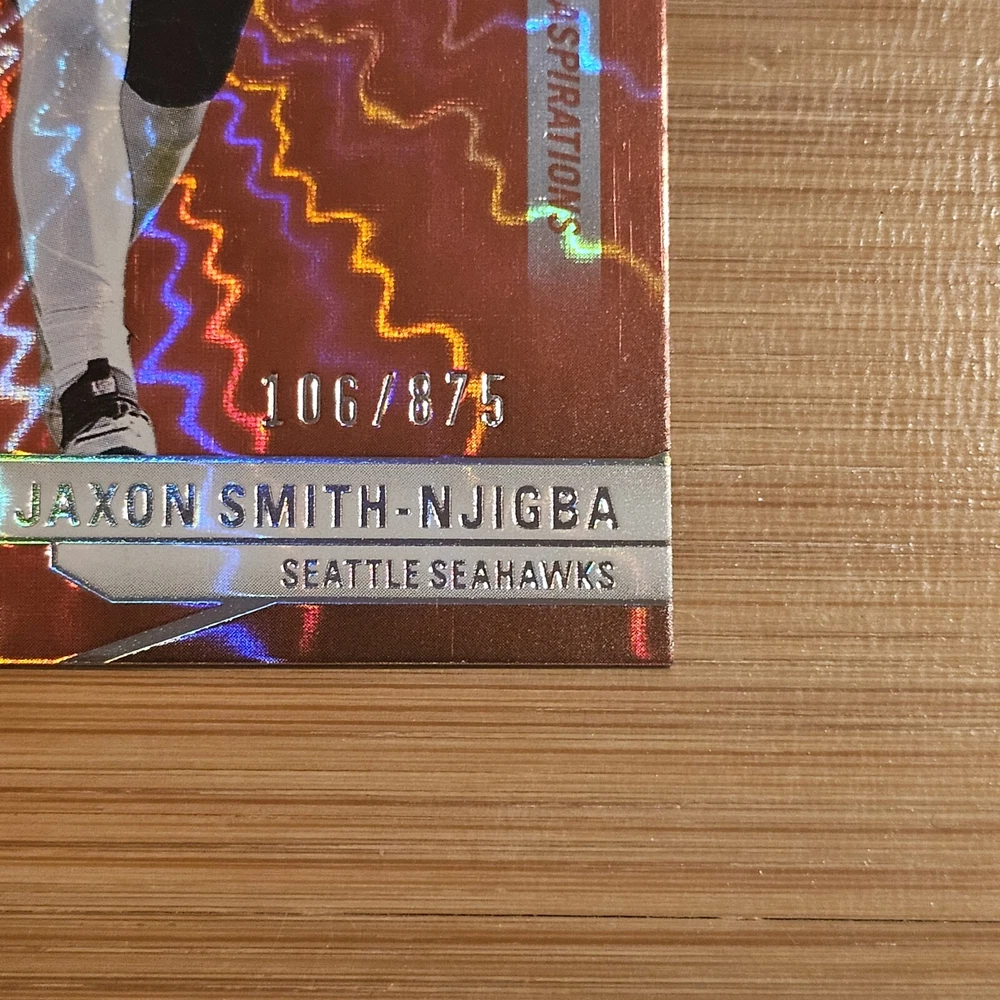 ASPIRATIONS
106/875
JAXON SMITH-NJIGBA
SEATTLE SEAHAWKS